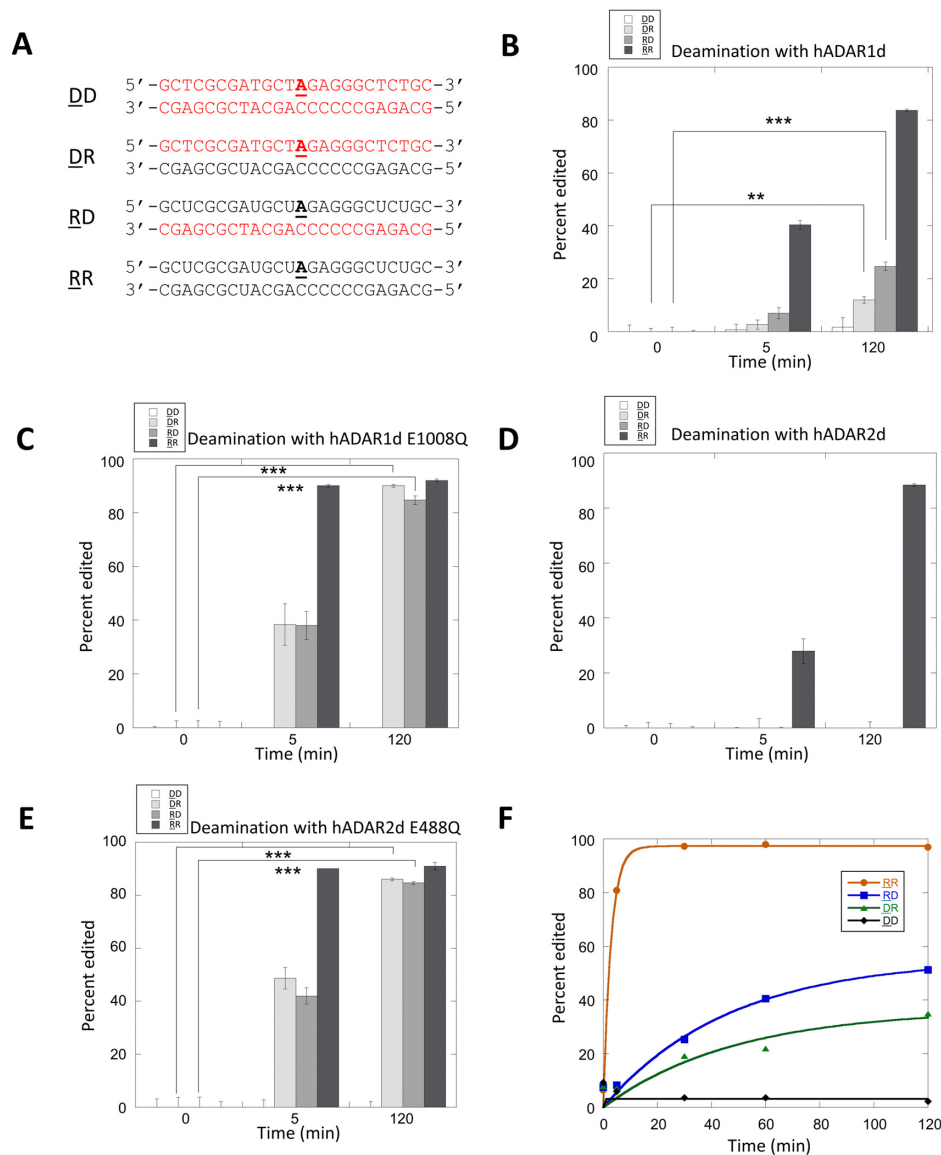 A
DD
5′-GCTCGCGATGCTAGAGGGCTCTGC-3′
3′-CGAGCGCTACGACCCCCCGAGACG-5′
DR
5′-GCTCGCGATGCTAGAGGGCTCTGC-3′
3′-CGAGCGCUACGACCCCCCGAGACG-5′
RD
5′-GCUCGCGAUGCUAGAGGGCUCUGC-3′
3′-CGAGCGCTACGACCCCCCGAGACG-5′
RR
5′-GCUCGCGAUGCUAGAGGGCUCUGC-3′
3′-CGAGCGCUACGACCCCCCGAGACG-5′
B
DD
DR
RD
RR
Deamination with hADAR1d
Percent edited
100
80
60
40
20
0
***
**
0 5 120
Time (min)
C
DD
DR
RD
RR
Deamination with hADAR1d E1008Q
Percent edited
100
80
60
40
20
0
***
***
0 5 120
Time (min)
D
DD
DR
RD
RR
Deamination with hADAR2d
Percent edited
100
80
60
40
20
0
0 5 120
Time (min)
E
DD
DR
RD
RR
Deamination with hADAR2d E488Q
Percent edited
100
80
60
40
20
0
***
***
0 5 120
Time (min)
F
Percent edited
100
80
60
40
20
0
RR
RD
DR
DD
0 20 40 60 80 100 120
Time (min)